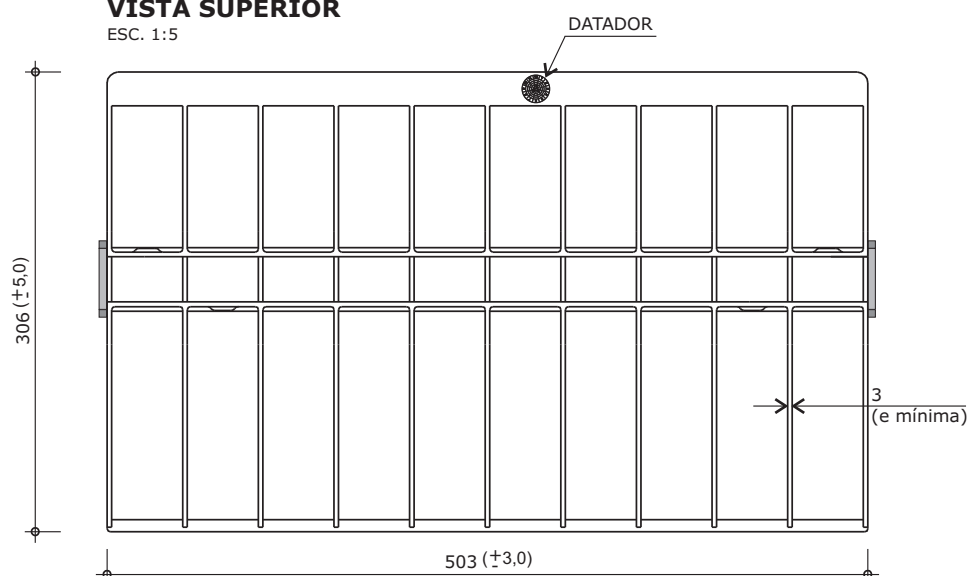 VISTA SUPERIOR
ESC. 1:5
DATADOR
306 (±5,0)
3
(e mínima)
503 (±3,0)